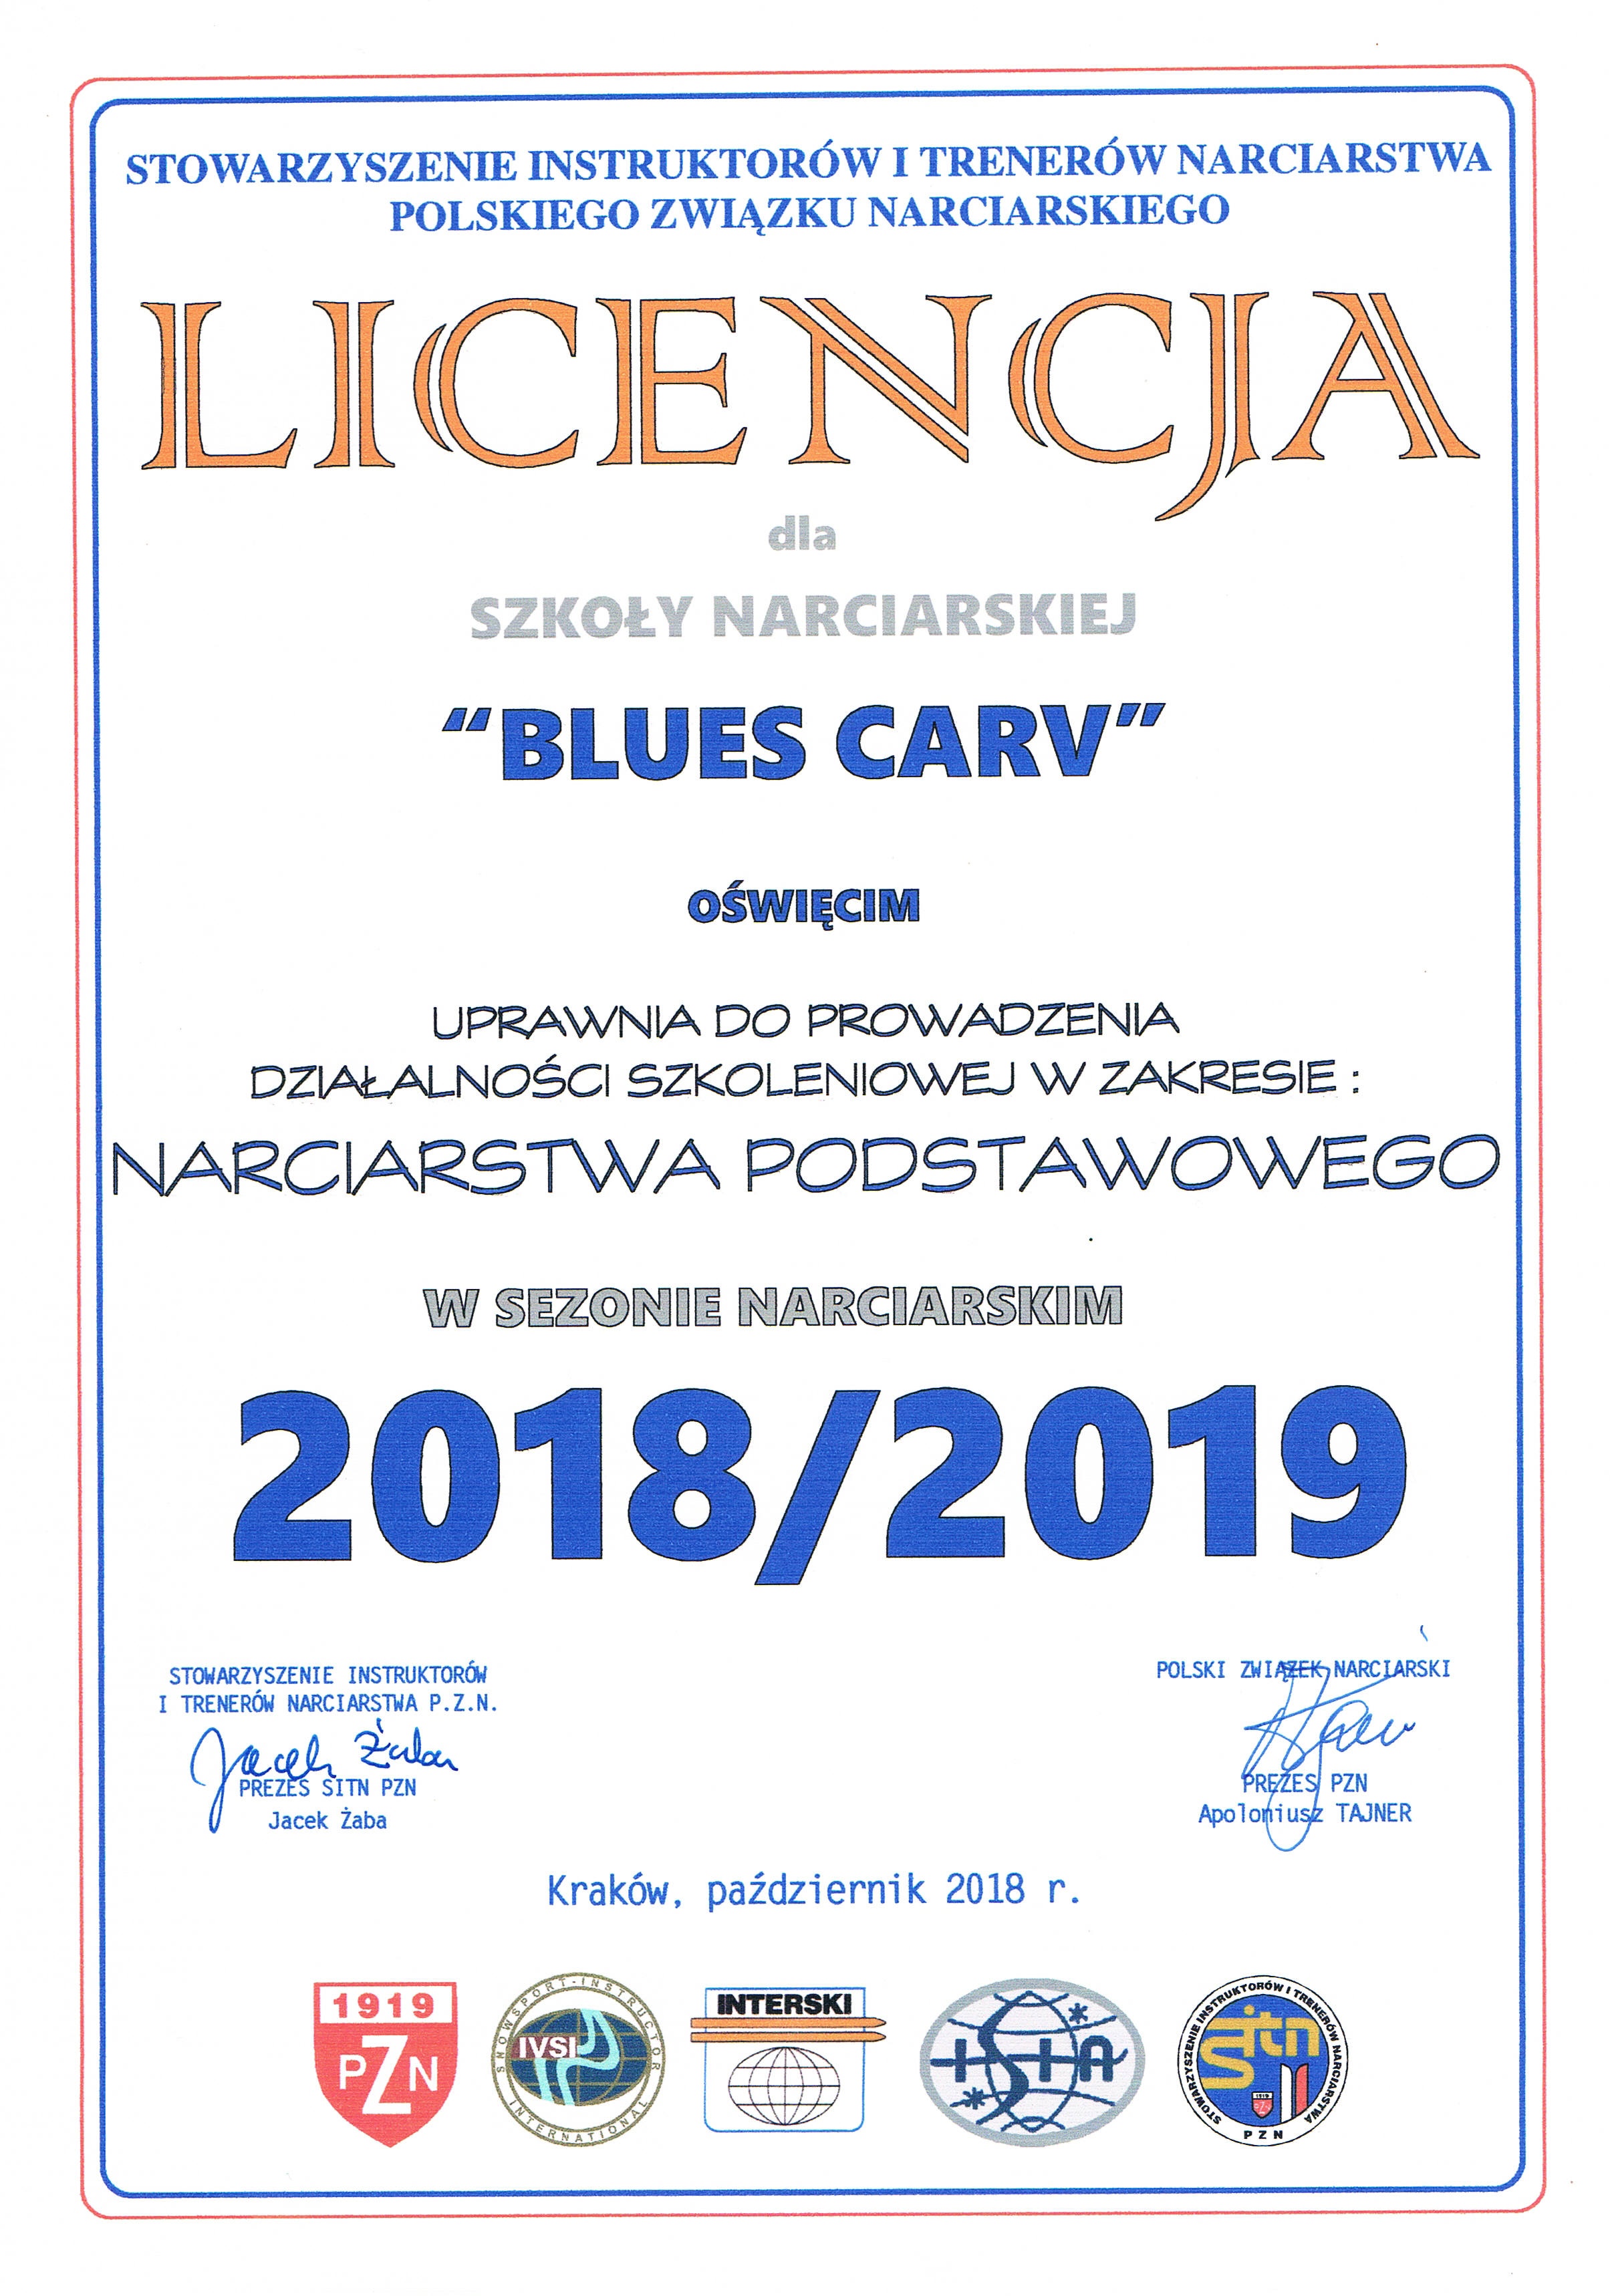 STOWARZYSZENIE INSTRUKTORÓW I TRENERÓW NARCIARSTWA
POLSKIEGO ZWIĄZKU NARCIARSKIEGO
LICENCJA
dla
SZKOŁY NARCIARSKIEJ
“BLUES CARV”
OŚWIĘCIM
UPRAWNIA DO PROWADZENIA
DZIAŁALNOŚCI SZKOLENIOWEJ W ZAKRESIE :
NARCIARSTWA PODSTAWOWEGO
W SEZONIE NARCIARSKIM
2018/2019
STOWARZYSZENIE INSTRUKTORÓW
I TRENERÓW NARCIARSTWA P.Z.N.
Jacek Żaba
PREZES SITN PZN
Jacek Żaba
POLSKI ZWIĄZEK NARCIARSKI
PREZES PZN
Apoloniusz TAJNER
Kraków, październik 2018 r.
1919
PZN
SNOWSPORT-INSTRUCTOR
IVSI
INTERNATIONAL
INTERSKI
ISIA
STOWARZYSZENIE INSTRUKTORÓW I TRENERÓW NARCIARSTWA
sitn
1919
PZN
PZN